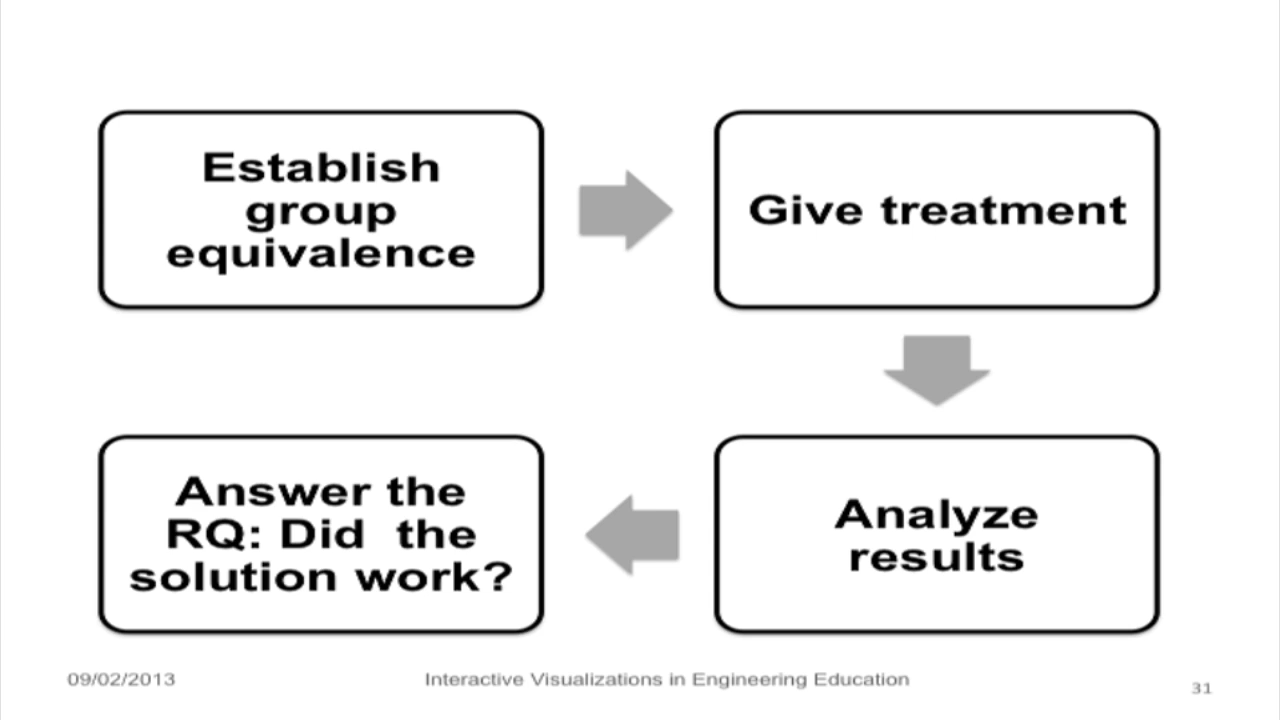 Establish
group
equivalence
Give treatment
Analyze
results
Answer the
RQ: Did  the
solution work?
09/02/2013
Interactive Visualizations in Engineering Education
31